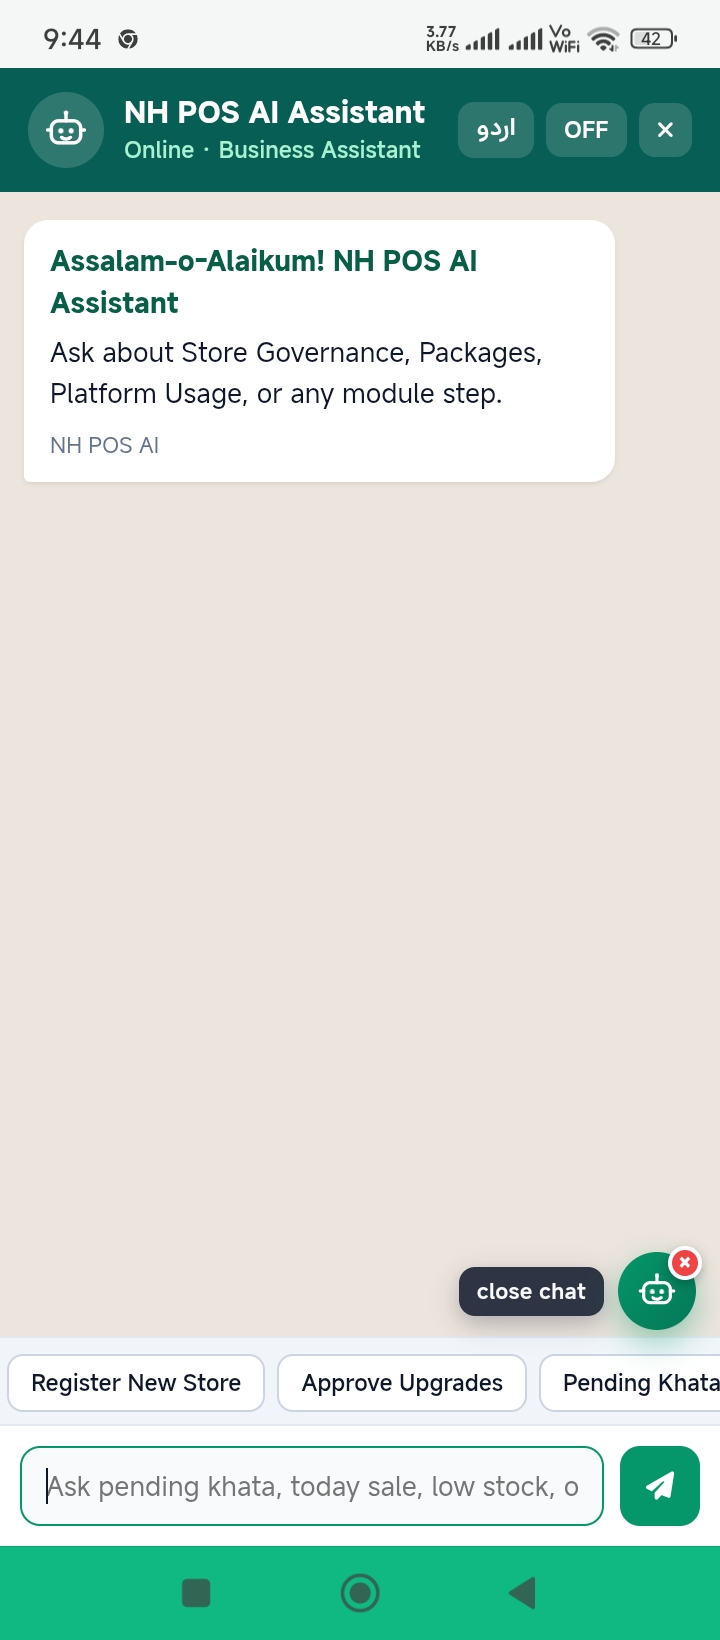 9:44
3.77
KB/s
Vo
WiFi
42
NH POS AI Assistant
Online · Business Assistant
اردو
OFF
Assalam-o-Alaikum! NH POS AI
Assistant
Ask about Store Governance, Packages,
Platform Usage, or any module step.
NH POS AI
close chat
Register New Store
Approve Upgrades
Pending Khata
Ask pending khata, today sale, low stock, o